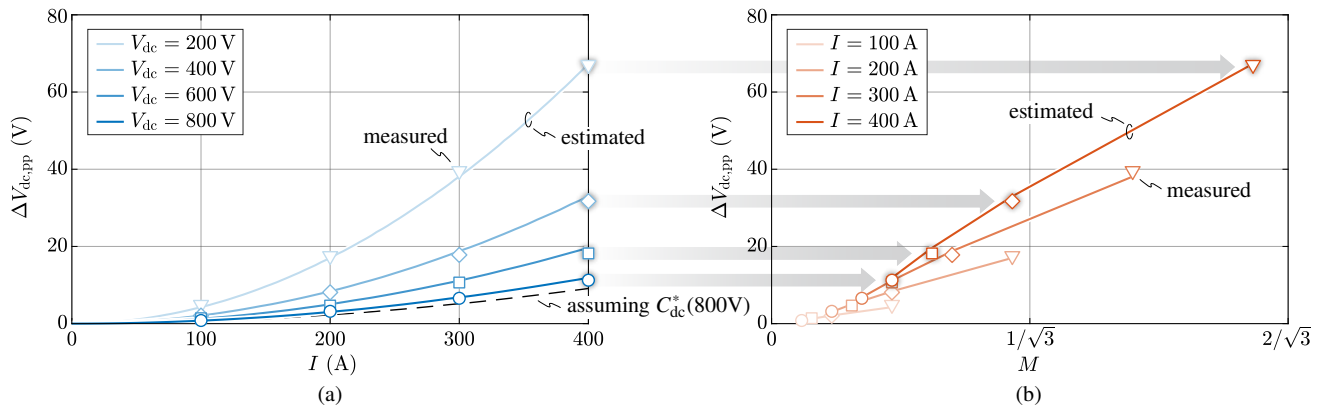 80
60
40
20
0
ΔV_dc,pp (V)
V_dc = 200 V
V_dc = 400 V
V_dc = 600 V
V_dc = 800 V
measured
estimated
assuming C*_dc(800V)
0
100
200
300
400
I (A)
(a)
80
60
40
20
0
ΔV_dc,pp (V)
I = 100 A
I = 200 A
I = 300 A
I = 400 A
estimated
measured
0
1/√3
2/√3
M
(b)